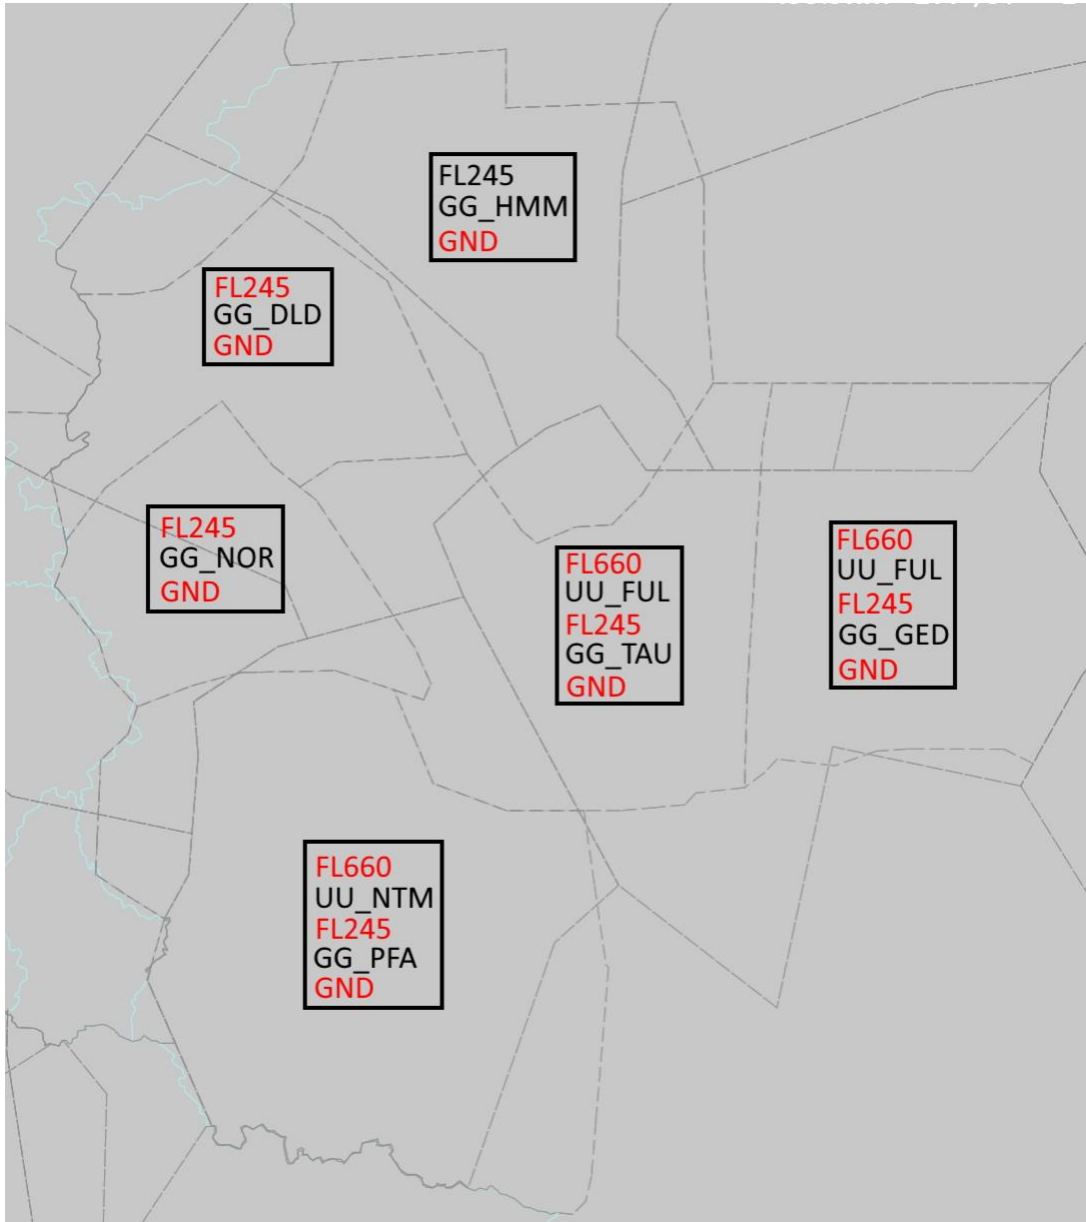 FL245
GG_HMM
GND
FL245
GG_DLD
GND
FL245
GG_NOR
GND
FL660
UU_FUL
FL245
GG_TAU
GND
FL660
UU_FUL
FL245
GG_GED
GND
FL660
UU_NTM
FL245
GG_PFA
GND